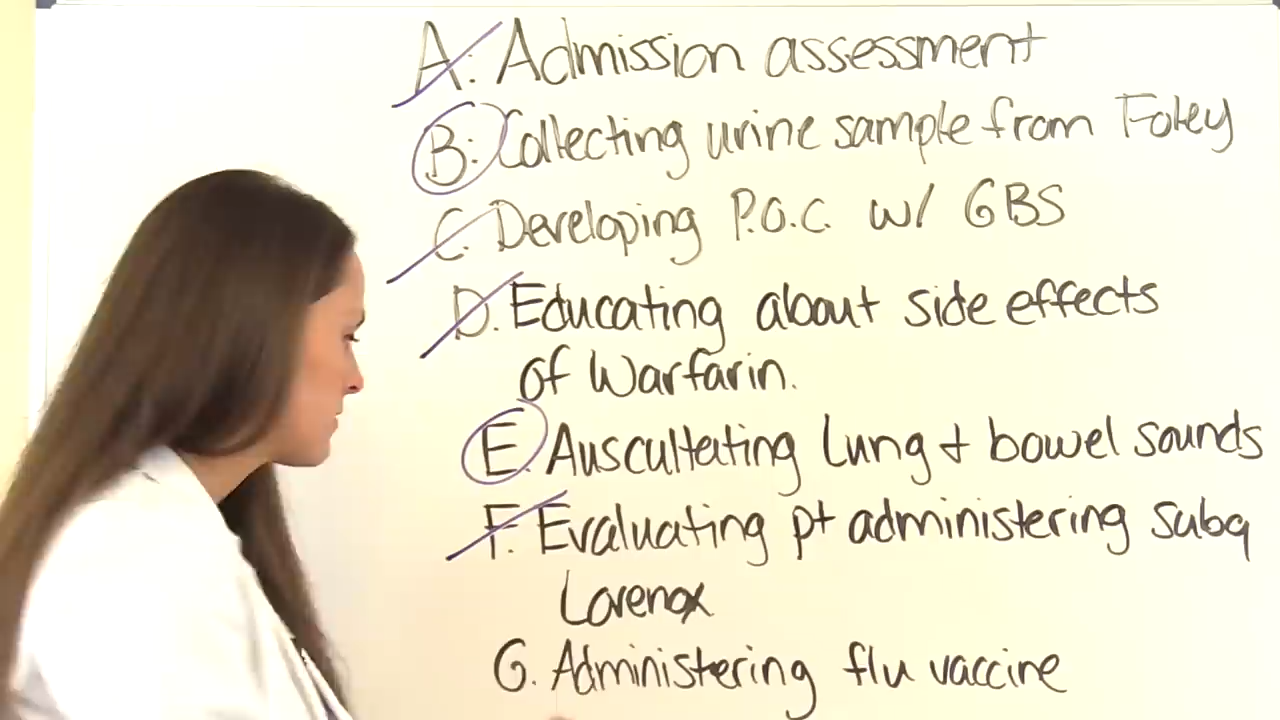 A. Admission assessment
B. Collecting urine sample from Foley
C. Developing P.O.C. w/ GBS
D. Educating about side effects
of Warfarin.
E. Auscultating lung + bowel sounds
F. Evaluating pt administering subq
Lovenox
G. Administering flu vaccine